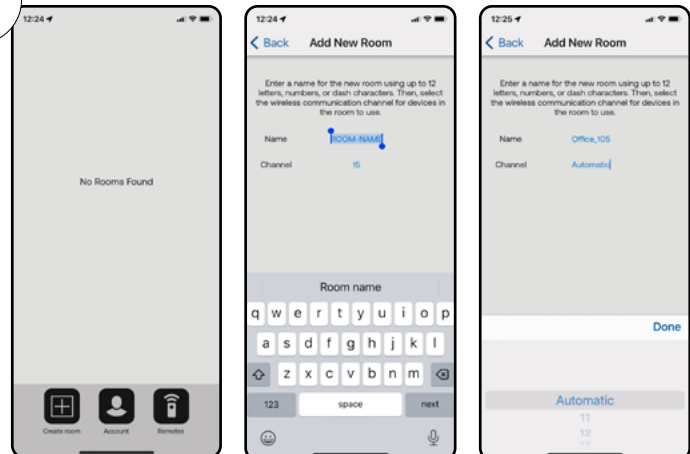 12:24
No Rooms Found
Create room Account Remotes
12:24
Back Add New Room
Enter a name for the new room using up to 12
letters, numbers, or dash characters. Then, select
the wireless communication channel for devices in
the room to use.
Name ROOM-NAME
Channel 15
Room name
q w e r t y u i o p
a s d f g h j k l
z x c v b n m
123 space next
12:25
Back Add New Room
Enter a name for the new room using up to 12
letters, numbers, or dash characters. Then, select
the wireless communication channel for devices in
the room to use.
Name Office_105
Channel Automatic
Done
Automatic
11
12